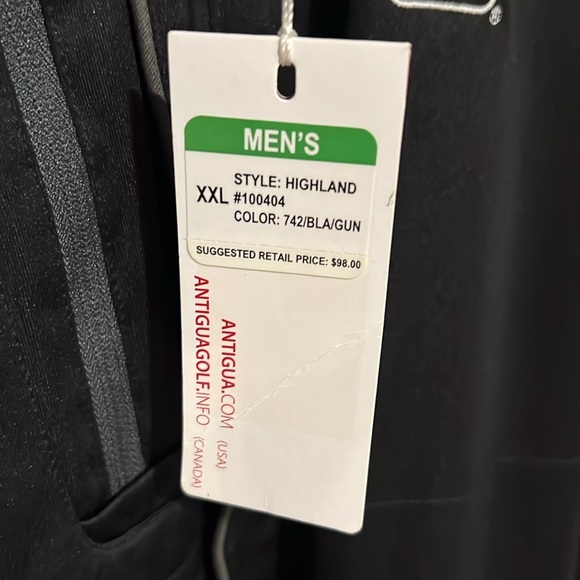 MEN'S
XXL
STYLE: HIGHLAND
#100404
COLOR: 742/BLA/GUN
SUGGESTED RETAIL PRICE: $98.00
ANTIGUA.COM (USA)
ANTIGUAGOLF.INFO (CANADA)
®